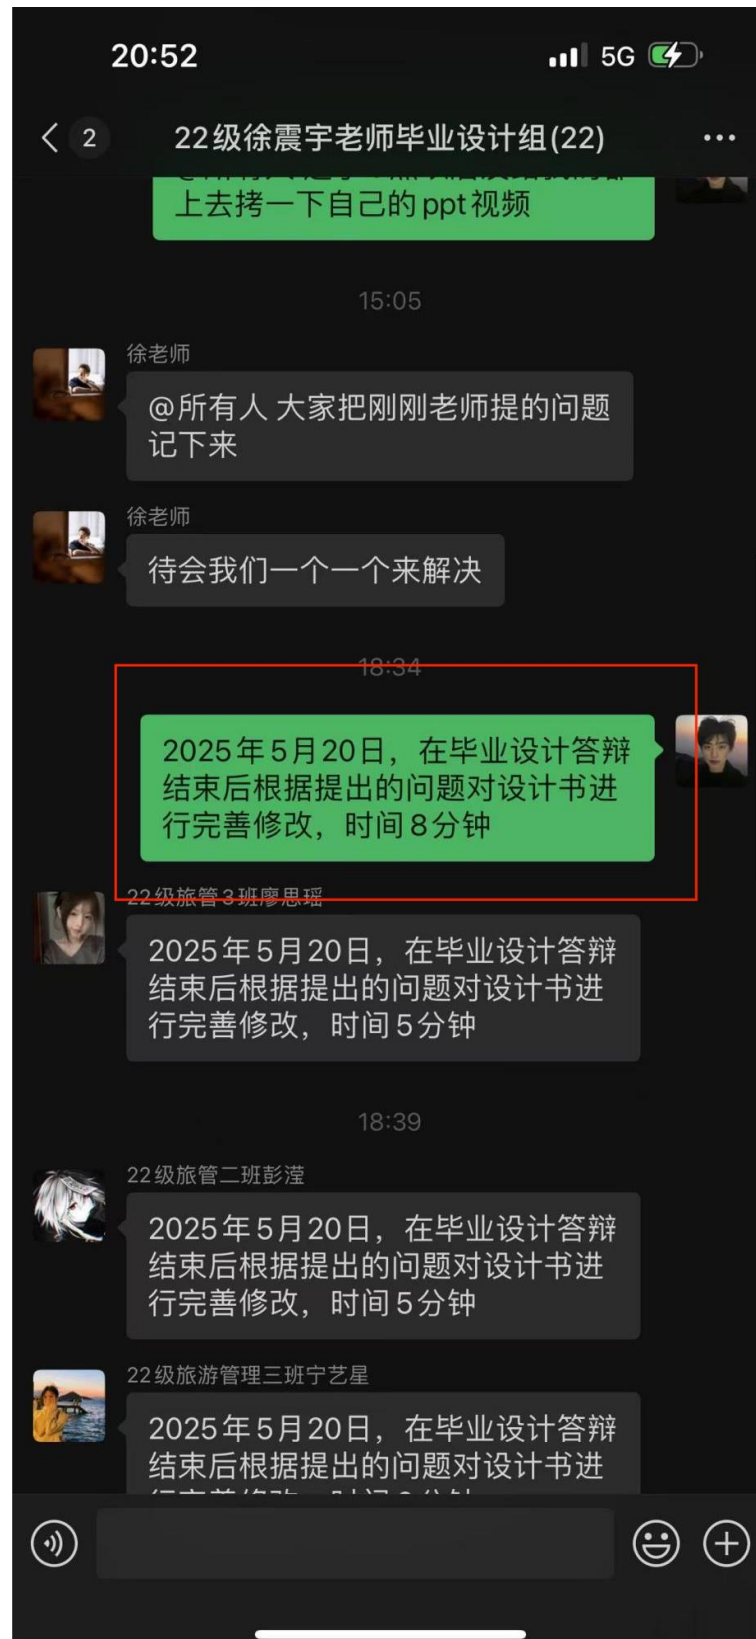 20:52
5G
2
22级徐震宇老师毕业设计组(22)
上去拷一下自己的ppt视频
15:05
徐老师
@所有人 大家把刚刚老师提的问题
记下来
徐老师
待会我们一个一个来解决
18:34
2025年5月20日，在毕业设计答辩
结束后根据提出的问题对设计书进
行完善修改，时间8分钟
22级旅管3班廖思瑶
2025年5月20日，在毕业设计答辩
结束后根据提出的问题对设计书进
行完善修改，时间5分钟
18:39
22级旅管二班彭滢
2025年5月20日，在毕业设计答辩
结束后根据提出的问题对设计书进
行完善修改，时间5分钟
22级旅游管理三班宁艺星
2025年5月20日，在毕业设计答辩
结束后根据提出的问题对设计书进